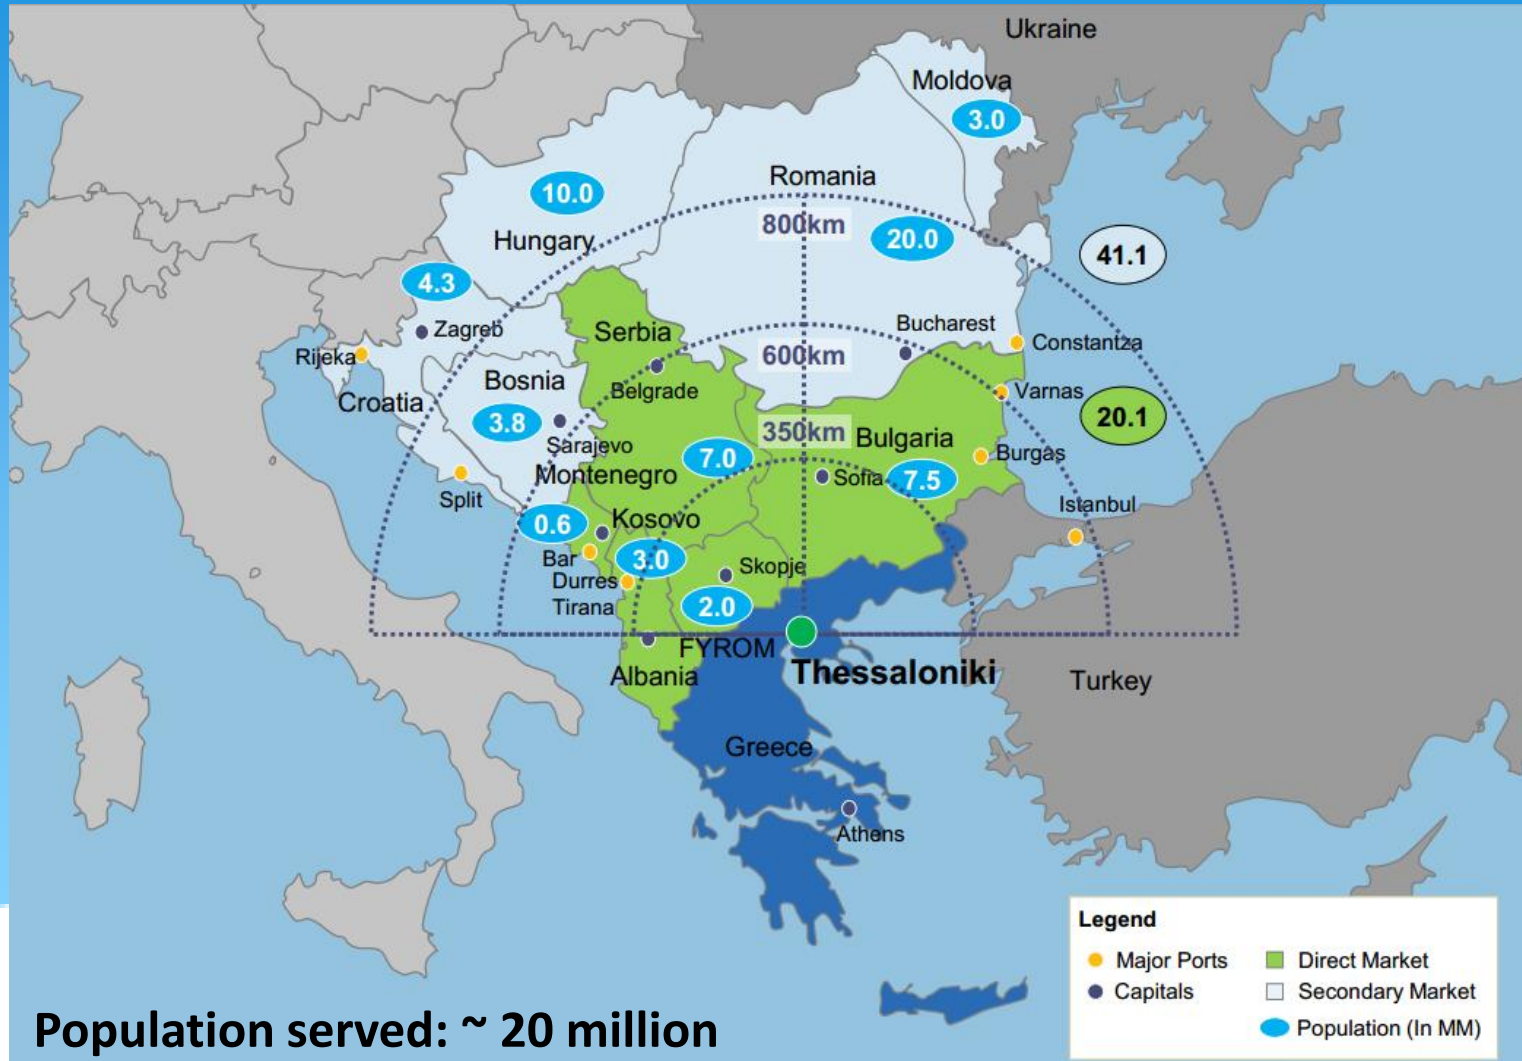 Ukraine
Moldova
3.0
Romania
10.0
800km
20.0
Hungary
41.1
4.3
Serbia
Bucharest
Zagreb
Constantza
Rijeka
600km
Bosnia
Belgrade
Varnas
Croatia
3.8
350km
Bulgaria
20.1
Sarajevo
Burgas
7.0
Montenegro
Sofia
7.5
Split
Istanbul
0.6
Kosovo
Bar
3.0
Skopje
Durres
Tirana
2.0
FYROM
Thessaloniki
Albania
Turkey
Greece
Athens
Legend
Major Ports
Direct Market
Capitals
Secondary Market
Population (In MM)
Population served: ~ 20 million